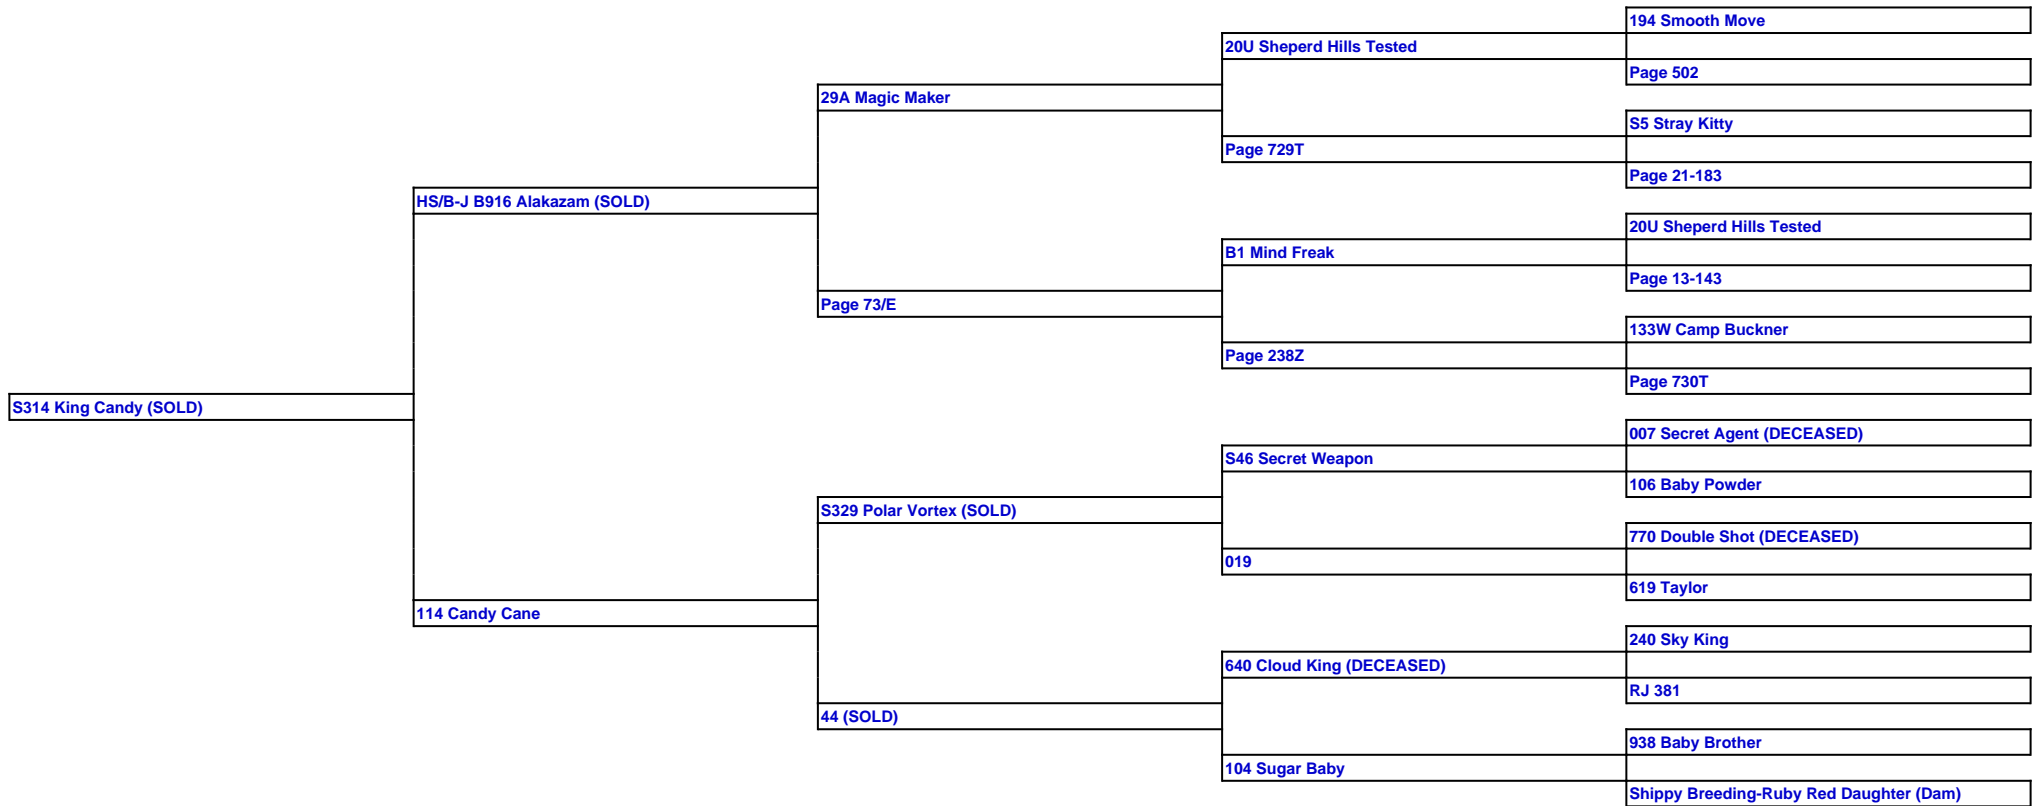 194 Smooth Move
20U Sheperd Hills Tested
Page 502
29A Magic Maker
S5 Stray Kitty
Page 729T
Page 21-183
HS/B-J B916 Alakazam (SOLD)
20U Sheperd Hills Tested
B1 Mind Freak
Page 13-143
Page 73/E
133W Camp Buckner
Page 238Z
Page 730T
S314 King Candy (SOLD)
007 Secret Agent (DECEASED)
S46 Secret Weapon
106 Baby Powder
S329 Polar Vortex (SOLD)
770 Double Shot (DECEASED)
019
619 Taylor
114 Candy Cane
240 Sky King
640 Cloud King (DECEASED)
RJ 381
44 (SOLD)
938 Baby Brother
104 Sugar Baby
Shippy Breeding-Ruby Red Daughter (Dam)